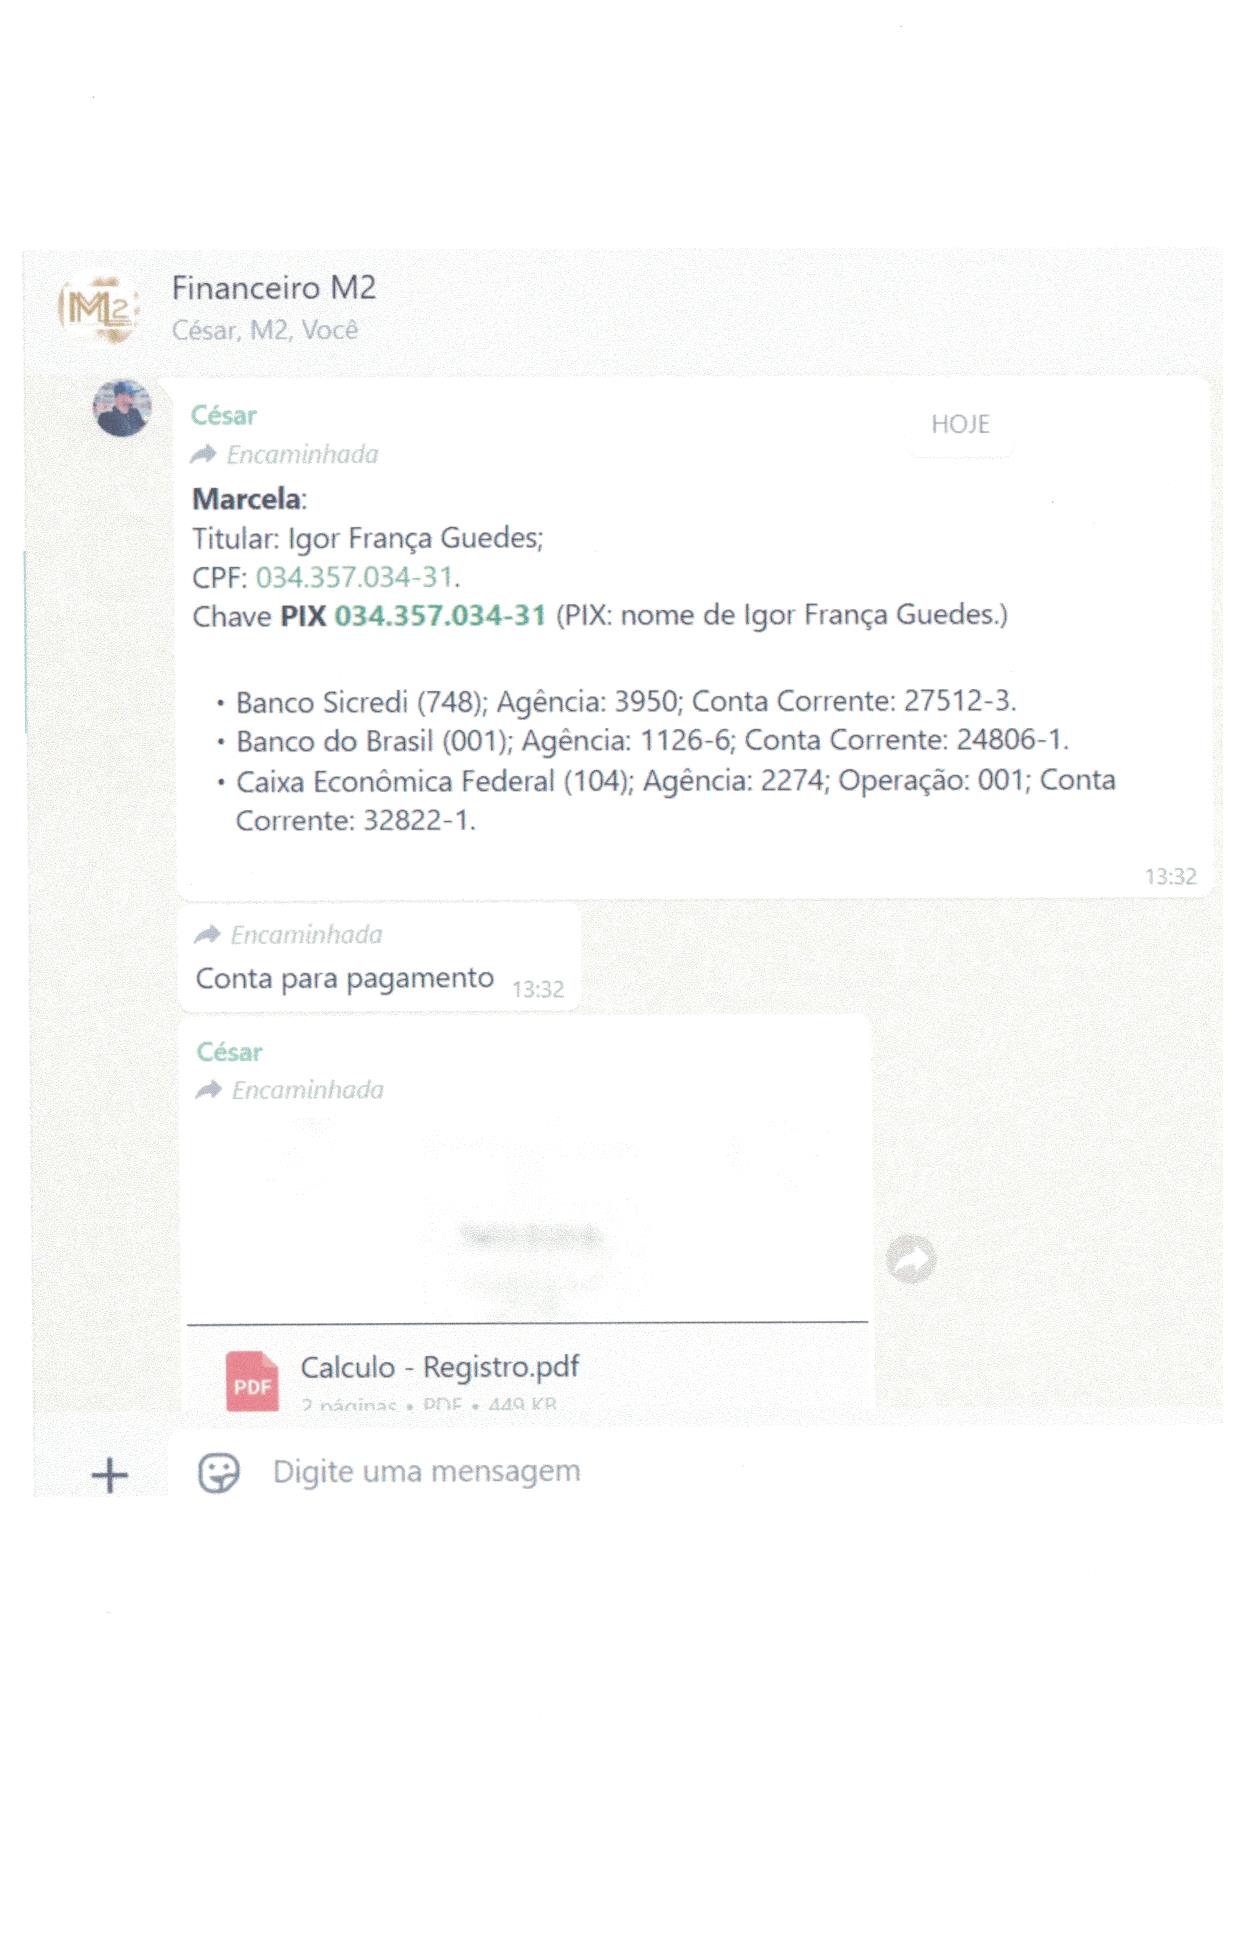 M2
Financeiro M2
César, M2, Você
César
HOJE
Encaminhada
Marcela:
Titular: Igor França Guedes;
CPF: 034.357.034-31.
Chave PIX 034.357.034-31 (PIX: nome de Igor França Guedes.)
• Banco Sicredi (748); Agência: 3950; Conta Corrente: 27512-3.
• Banco do Brasil (001); Agência: 1126-6; Conta Corrente: 24806-1.
• Caixa Econômica Federal (104); Agência: 2274; Operação: 001; Conta
Corrente: 32822-1.
13:32
Encaminhada
Conta para pagamento 13:32
César
Encaminhada
PDF
Calculo - Registro.pdf
2 páginas • PDF • 449 KB
Digite uma mensagem